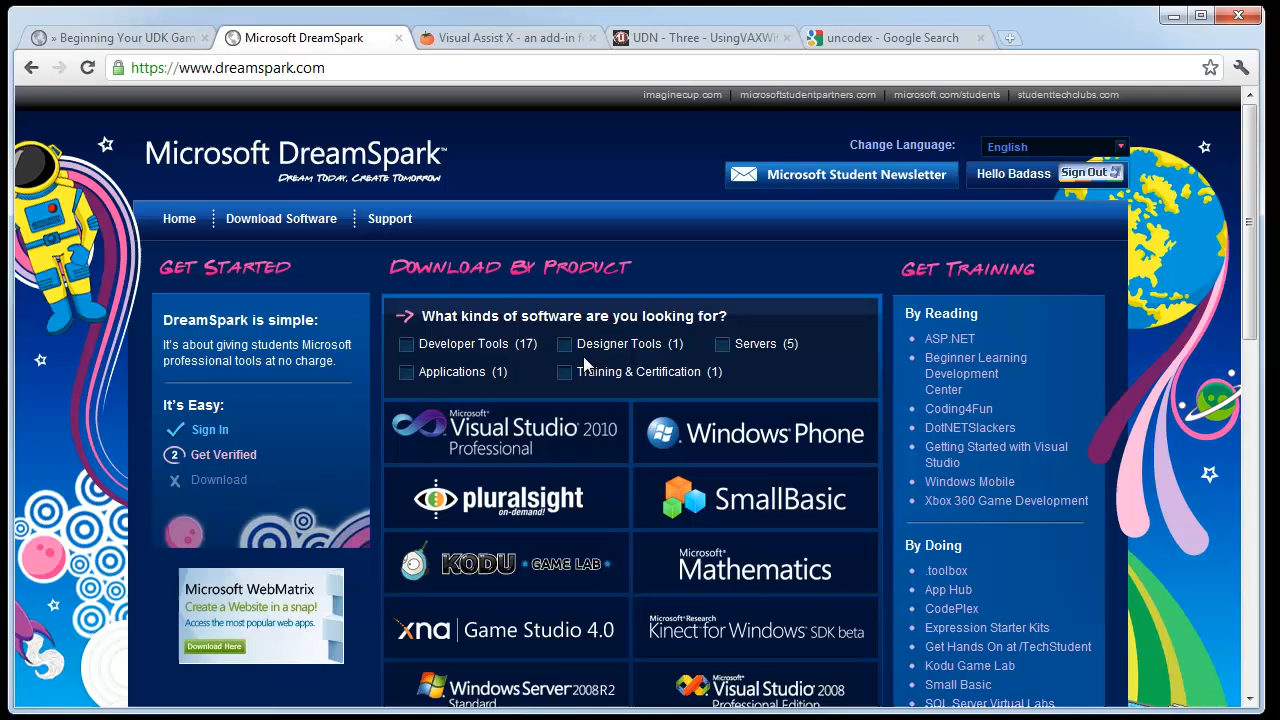 » Beginning Your UDK Gam
Microsoft DreamSpark
Visual Assist X - an add-in f
UDN - Three - UsingVAXWi
uncodex - Google Search
https://www.dreamspark.com
imaginecup.com | microsoftstudentpartners.com | microsoft.com/students | studenttechclubs.com
Microsoft DreamSpark™
Dream Today, Create Tomorrow
Change Language:
English
Microsoft Student Newsletter
Hello Badass
Sign Out
Home
Download Software
Support
Get Started
DreamSpark is simple:
It's about giving students Microsoft
professional tools at no charge.
It's Easy:
Sign In
2 Get Verified
X Download
Microsoft WebMatrix
Create a Website in a snap!
Access the most popular web apps.
Download Here
Download By Product
What kinds of software are you looking for?
Developer Tools (17)
Designer Tools (1)
Servers (5)
Applications (1)
Training & Certification (1)
Microsoft®
Visual Studio 2010
Professional
Windows® Phone
pluralsight
on-demand!
SmallBasic
KODU GAME LAB
Microsoft®
Mathematics
xna | Game Studio 4.0
Microsoft® Research
Kinect for Windows® SDK beta
Windows Server® 2008 R2
Standard
Microsoft®
Visual Studio® 2008
Professional Edition
Get Training
By Reading
ASP.NET
Beginner Learning
Development
Center
Coding4Fun
DotNETSlackers
Getting Started with Visual
Studio
Windows Mobile
Xbox 360 Game Development
By Doing
.toolbox
App Hub
CodePlex
Expression Starter Kits
Get Hands On at /TechStudent
Kodu Game Lab
Small Basic
SQL Server Virtual Labs